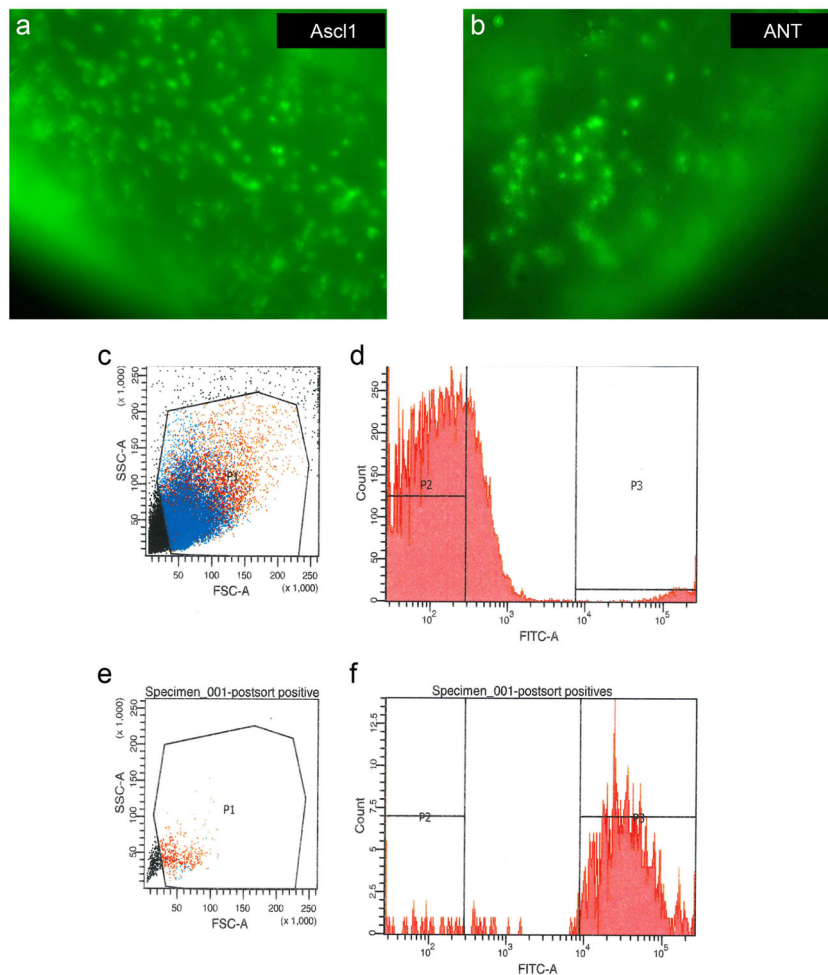 a
Ascl1
b
ANT
c
(x 1,000)
SSC-A
50 100 150 200 250
P1
50 100 150 200 250
FSC-A
(x 1,000)
d
Count
0 50 100 150 200 250
P2
P3
10^2 10^3 10^4 10^5
FITC-A
e
Specimen_001-postsort positive
(x 1,000)
SSC-A
50 100 150 200 250
P1
50 100 150 200 250
FSC-A
(x 1,000)
f
Specimen_001-postsort positives
Count
0 2.5 5 7.5 10 12.5
P2
P3
10^2 10^3 10^4 10^5
FITC-A